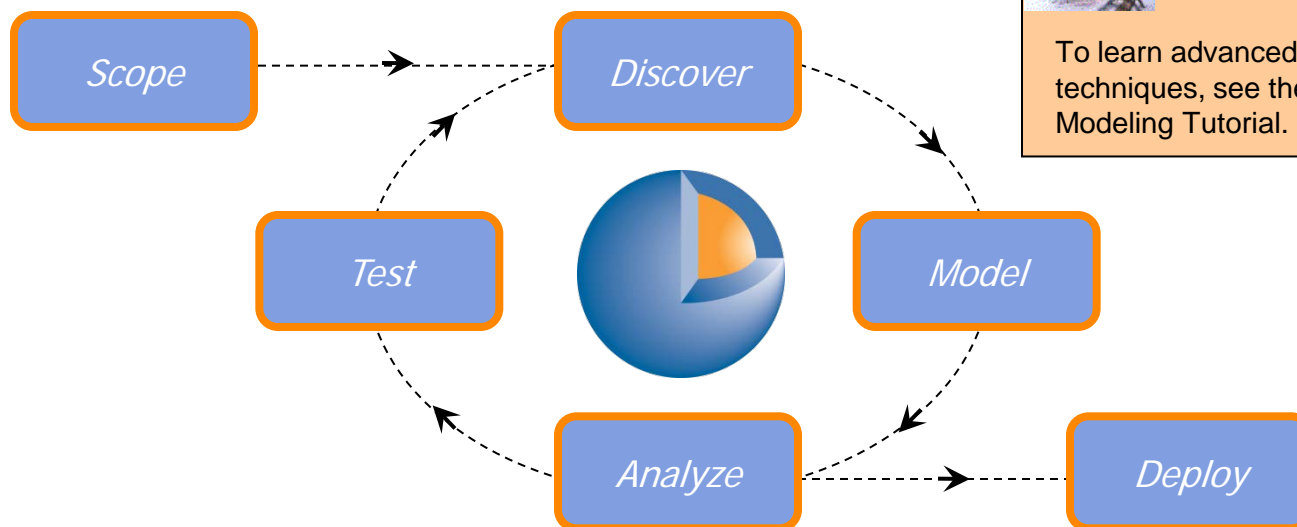 Scope
Discover
To learn advanced
techniques, see the
Modeling Tutorial.
Test
Model
Analyze
Deploy